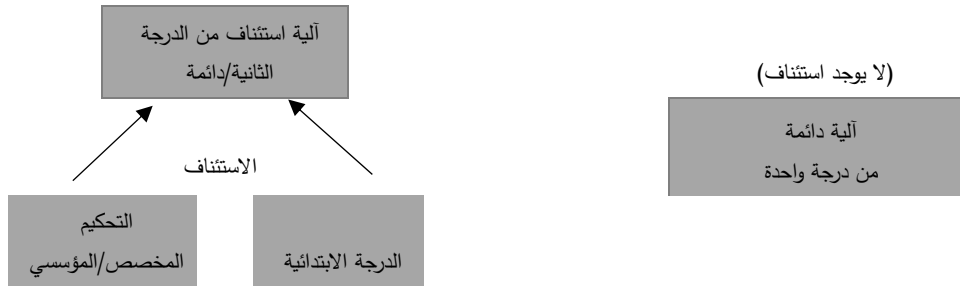 آلية استئناف من الدرجة
الثانية/دائمة
(لا يوجد استئناف)
آلية دائمة
من درجة واحدة
الاستئناف
الدرجة الابتدائية
التحكيم
المخصص/المؤسسي